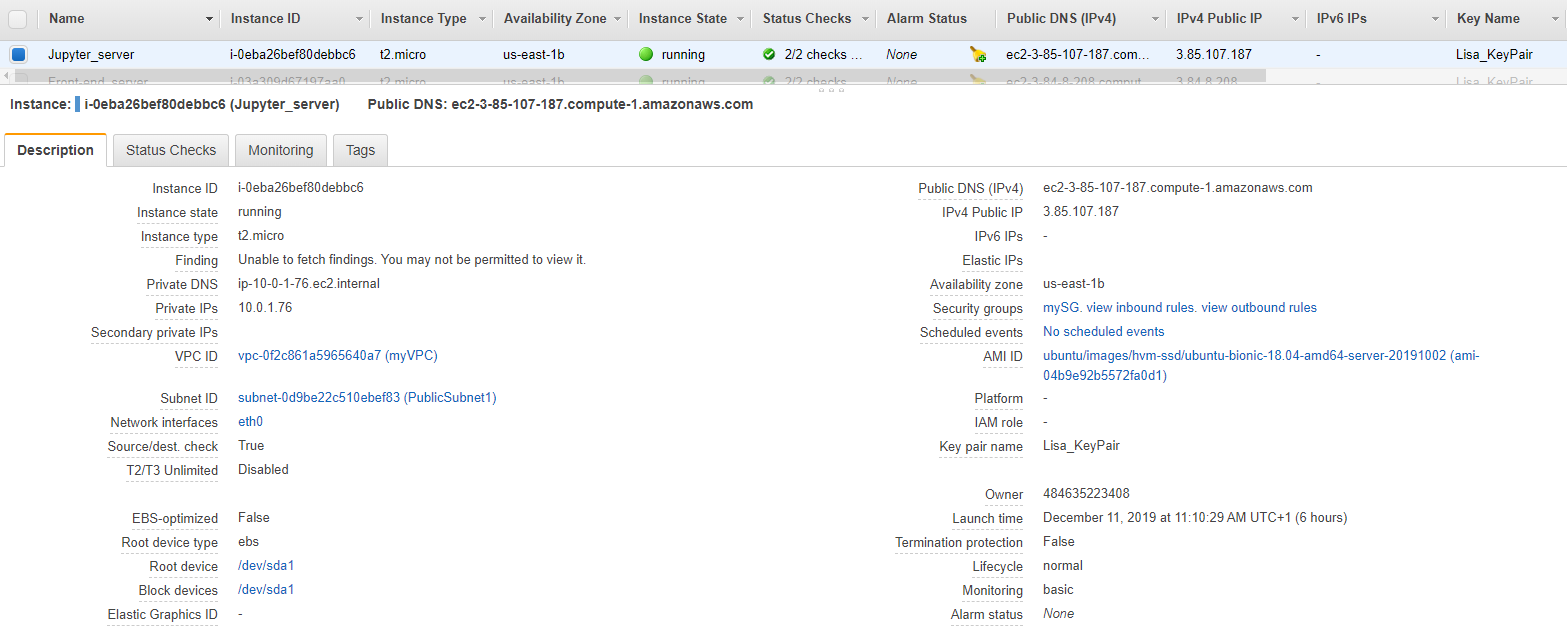 Name Instance ID Instance Type Availability Zone Instance State Status Checks Alarm Status Public DNS (IPv4) IPv4 Public IP IPv6 IPs Key Name
Jupyter_server i-0eba26bef80debbc6 t2.micro us-east-1b running 2/2 checks ... None ec2-3-85-107-187.com... 3.85.107.187 - Lisa_KeyPair
Front-end_server i-03a309d67197aa0 t2.micro us-east-1b running 2/2 checks None ec2-3-84-8-208.comput 3.84.8.208 Lisa_KeyPair
Instance: i-0eba26bef80debbc6 (Jupyter_server) Public DNS: ec2-3-85-107-187.compute-1.amazonaws.com
Description Status Checks Monitoring Tags
Instance ID i-0eba26bef80debbc6
Instance state running
Instance type t2.micro
Finding Unable to fetch findings. You may not be permitted to view it.
Private DNS ip-10-0-1-76.ec2.internal
Private IPs 10.0.1.76
Secondary private IPs
VPC ID vpc-0f2c861a5965640a7 (myVPC)
Subnet ID subnet-0d9be22c510ebef83 (PublicSubnet1)
Network interfaces eth0
Source/dest. check True
T2/T3 Unlimited Disabled
EBS-optimized False
Root device type ebs
Root device /dev/sda1
Block devices /dev/sda1
Elastic Graphics ID -
Public DNS (IPv4) ec2-3-85-107-187.compute-1.amazonaws.com
IPv4 Public IP 3.85.107.187
IPv6 IPs -
Elastic IPs
Availability zone us-east-1b
Security groups mySG. view inbound rules. view outbound rules
Scheduled events No scheduled events
AMI ID ubuntu/images/hvm-ssd/ubuntu-bionic-18.04-amd64-server-20191002 (ami-
04b9e92b5572fa0d1)
Platform -
IAM role -
Key pair name Lisa_KeyPair
Owner 484635223408
Launch time December 11, 2019 at 11:10:29 AM UTC+1 (6 hours)
Termination protection False
Lifecycle normal
Monitoring basic
Alarm status None